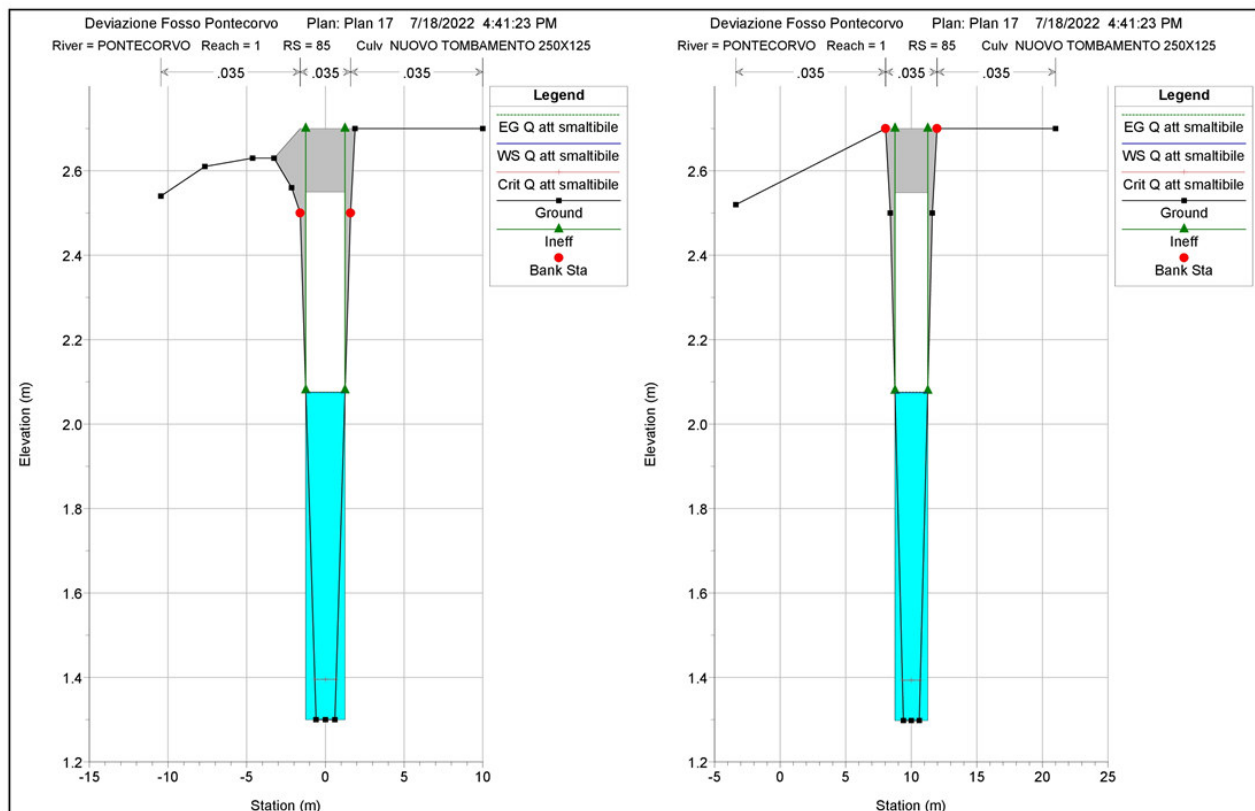 Deviazione Fosso Pontecorvo Plan: Plan 17 7/18/2022 4:41:23 PM
River = PONTECORVO Reach = 1 RS = 85 Culv NUOVO TOMBAMENTO 250X125
.035 .035 .035
Legend
EG Q att smaltibile
WS Q att smaltibile
Crit Q att smaltibile
Ground
Ineff
Bank Sta
2.6
2.4
2.2
2.0
1.8
1.6
1.4
1.2
Elevation (m)
-15 -10 -5 0 5 10
Station (m)
Deviazione Fosso Pontecorvo Plan: Plan 17 7/18/2022 4:41:23 PM
River = PONTECORVO Reach = 1 RS = 85 Culv NUOVO TOMBAMENTO 250X125
.035 .035 .035
Legend
EG Q att smaltibile
WS Q att smaltibile
Crit Q att smaltibile
Ground
Ineff
Bank Sta
2.6
2.4
2.2
2.0
1.8
1.6
1.4
1.2
Elevation (m)
-5 0 5 10 15 20 25
Station (m)